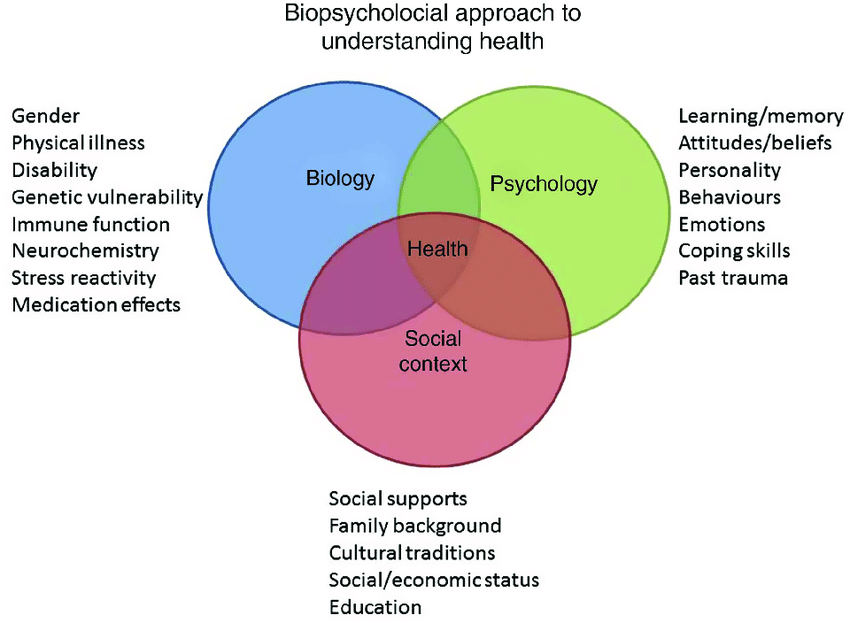 Biopsycholocial approach to
understanding health
Gender
Physical illness
Disability
Genetic vulnerability
Immune function
Neurochemistry
Stress reactivity
Medication effects
Biology
Psychology
Health
Social
context
Learning/memory
Attitudes/beliefs
Personality
Behaviours
Emotions
Coping skills
Past trauma
Social supports
Family background
Cultural traditions
Social/economic status
Education